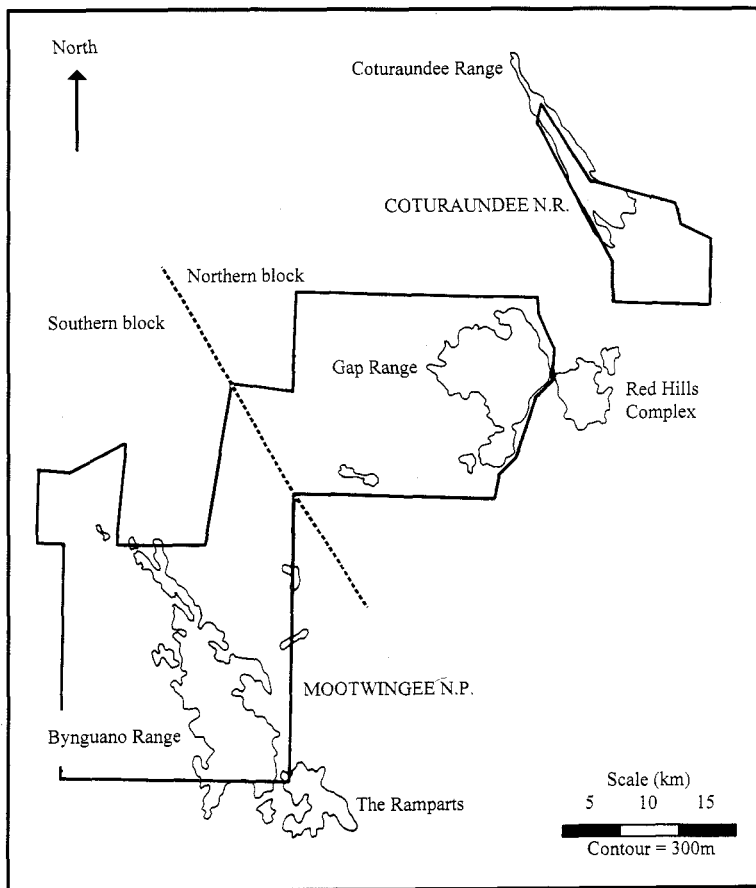 North
Coturaundee Range
COTURAUNDEE N.R.
Northern block
Southern block
Gap Range
Red Hills
Complex
MOOTWINGEE N.P.
Bynguano Range
The Ramparts
Scale (km)
5 10 15
Contour = 300m